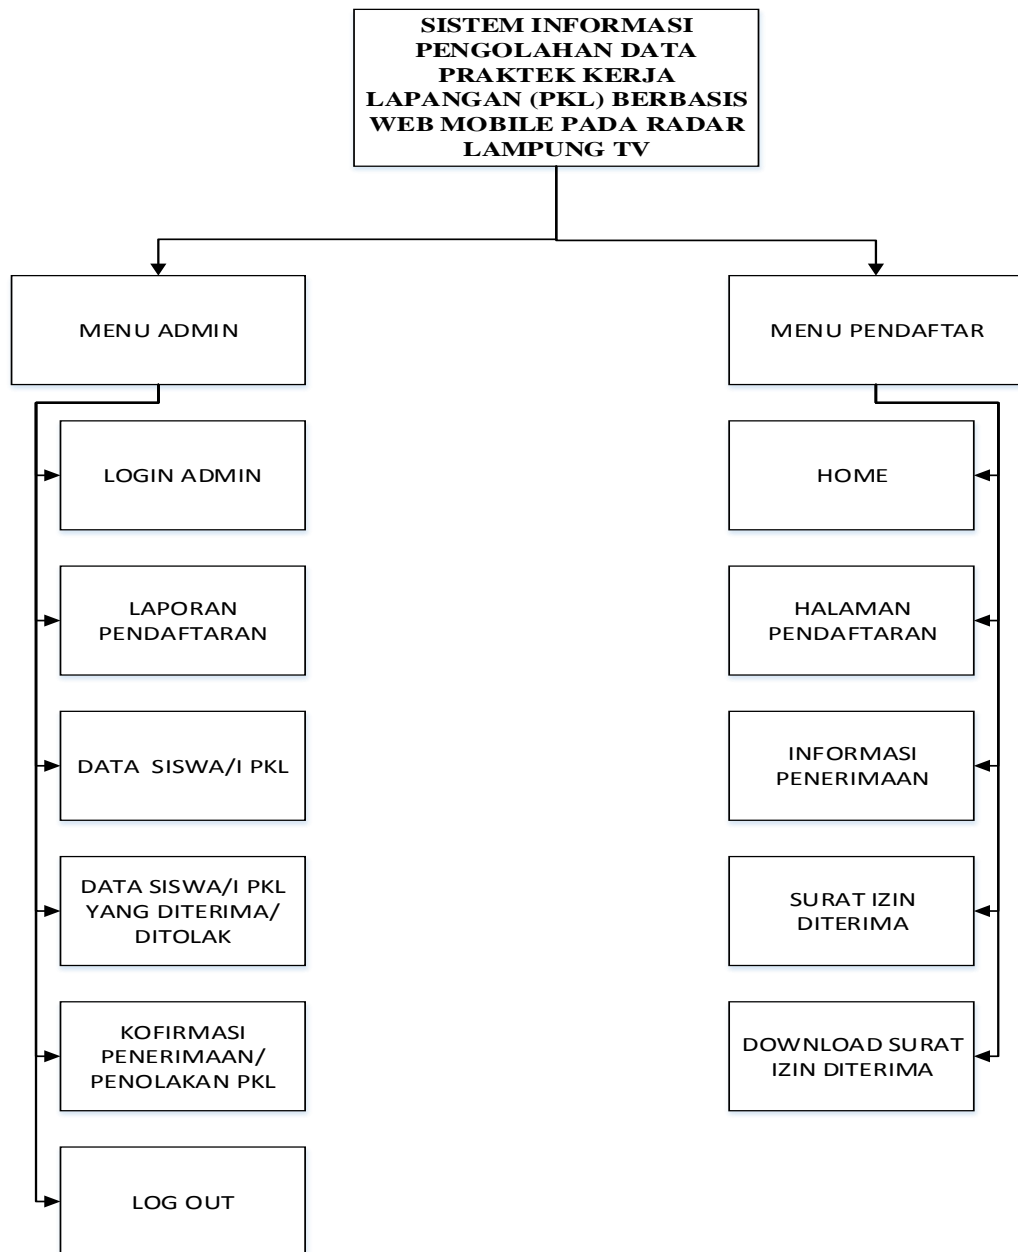 SISTEM INFORMASI
PENGOLAHAN DATA
PRAKTEK KERJA
LAPANGAN (PKL) BERBASIS
WEB MOBILE PADA RADAR
LAMPUNG TV
MENU ADMIN
MENU PENDAFTAR
LOGIN ADMIN
HOME
LAPORAN
PENDAFTARAN
HALAMAN
PENDAFTARAN
DATA SISWA/I PKL
INFORMASI
PENERIMAAN
DATA SISWA/I PKL
YANG DITERIMA/
DITOLAK
SURAT IZIN
DITERIMA
KOFIRMASI
PENERIMAAN/
PENOLAKAN PKL
DOWNLOAD SURAT
IZIN DITERIMA
LOG OUT